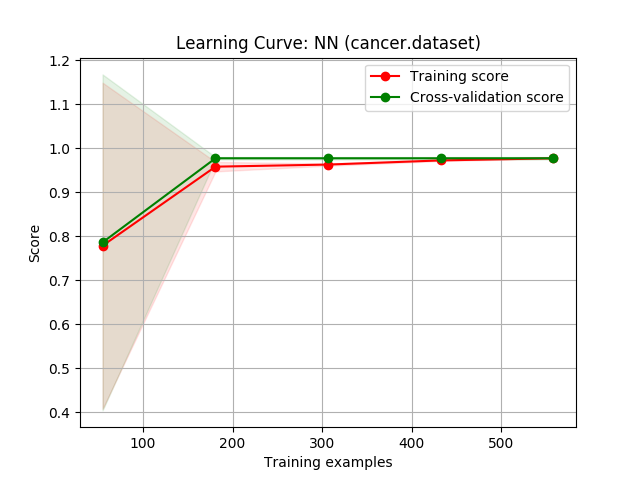 Learning Curve: NN (cancer.dataset)
Training score
Cross-validation score
1.2
1.1
1.0
0.9
0.8
0.7
0.6
0.5
0.4
Score
100 200 300 400 500
Training examples